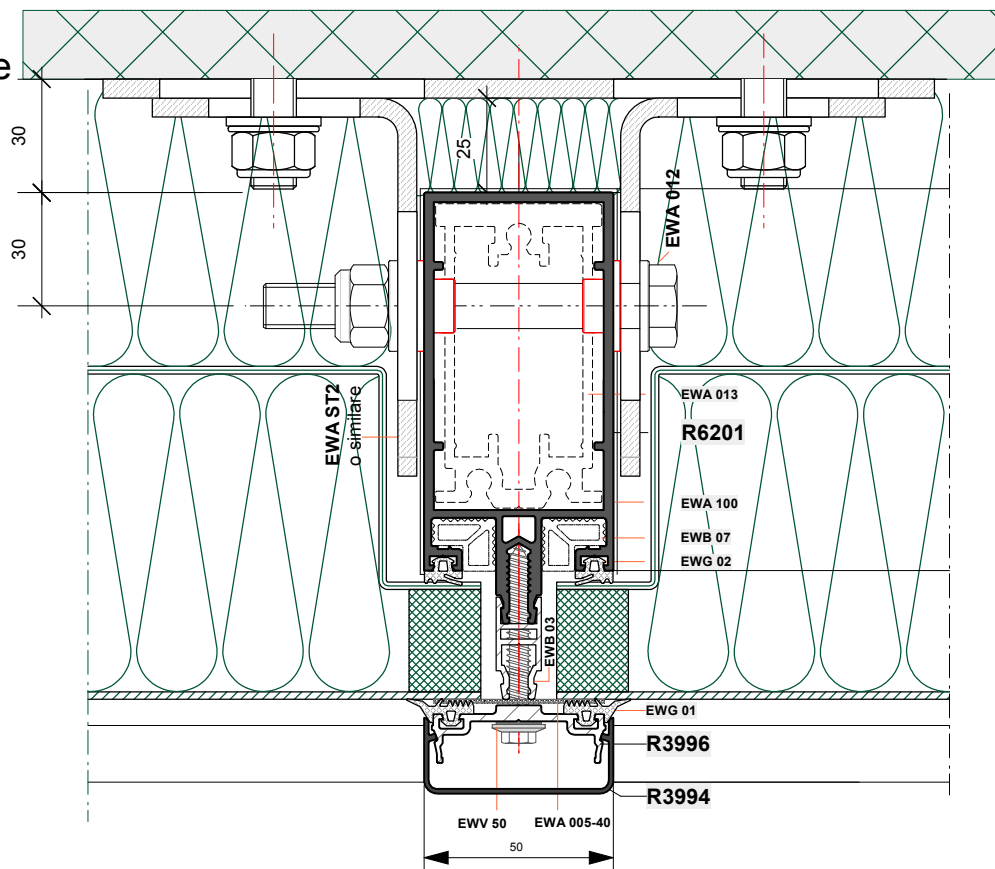 e
30
25
30
EWA 012
EWA ST2
o similare
EWA 013
R6201
EWA 100
EWB 07
EWG 02
EWB 03
EWG 01
R3996
R3994
EWV 50
EWA 005-40
50